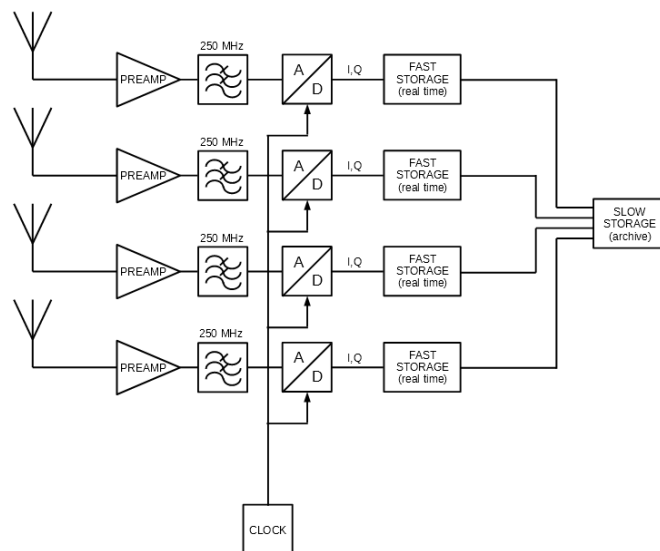 250 MHz
PREAMP
A
D
I,Q
FAST
STORAGE
(real time)
250 MHz
PREAMP
A
D
I,Q
FAST
STORAGE
(real time)
SLOW
STORAGE
(archive)
250 MHz
PREAMP
A
D
I,Q
FAST
STORAGE
(real time)
250 MHz
PREAMP
A
D
I,Q
FAST
STORAGE
(real time)
CLOCK